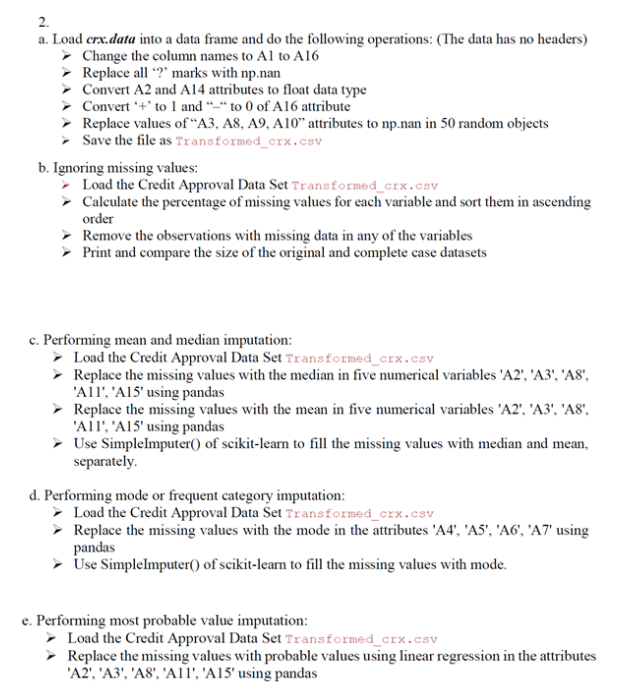 2.
a. Load crx.data into a data frame and do the following operations: (The data has no headers)
➢ Change the column names to A1 to A16
➢ Replace all ‘?’ marks with np.nan
➢ Convert A2 and A14 attributes to float data type
➢ Convert ‘+’ to 1 and “–“ to 0 of A16 attribute
➢ Replace values of “A3, A8, A9, A10” attributes to np.nan in 50 random objects
➢ Save the file as Transformed_crx.csv
b. Ignoring missing values:
➢ Load the Credit Approval Data Set Transformed_crx.csv
➢ Calculate the percentage of missing values for each variable and sort them in ascending
order
➢ Remove the observations with missing data in any of the variables
➢ Print and compare the size of the original and complete case datasets
c. Performing mean and median imputation:
➢ Load the Credit Approval Data Set Transformed_crx.csv
➢ Replace the missing values with the median in five numerical variables 'A2', 'A3', 'A8',
'A11', 'A15' using pandas
➢ Replace the missing values with the mean in five numerical variables 'A2', 'A3', 'A8',
'A11', 'A15' using pandas
➢ Use SimpleImputer() of scikit-learn to fill the missing values with median and mean,
separately.
d. Performing mode or frequent category imputation:
➢ Load the Credit Approval Data Set Transformed_crx.csv
➢ Replace the missing values with the mode in the attributes 'A4', 'A5', 'A6', 'A7' using
pandas
➢ Use SimpleImputer() of scikit-learn to fill the missing values with mode.
e. Performing most probable value imputation:
➢ Load the Credit Approval Data Set Transformed_crx.csv
➢ Replace the missing values with probable values using linear regression in the attributes
'A2', 'A3', 'A8', 'A11', 'A15' using pandas